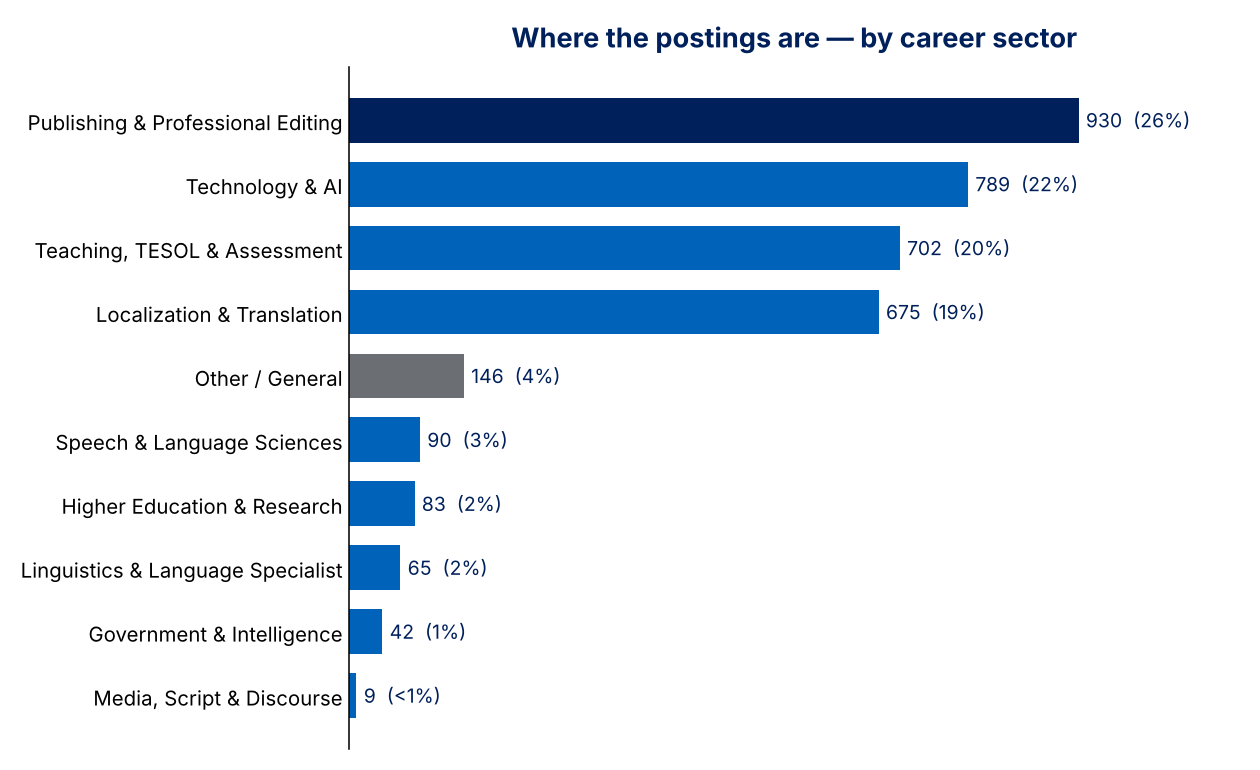 Where the postings are — by career sector
Publishing & Professional Editing 930 (26%)
Technology & AI 789 (22%)
Teaching, TESOL & Assessment 702 (20%)
Localization & Translation 675 (19%)
Other / General 146 (4%)
Speech & Language Sciences 90 (3%)
Higher Education & Research 83 (2%)
Linguistics & Language Specialist 65 (2%)
Government & Intelligence 42 (1%)
Media, Script & Discourse 9 (<1%)